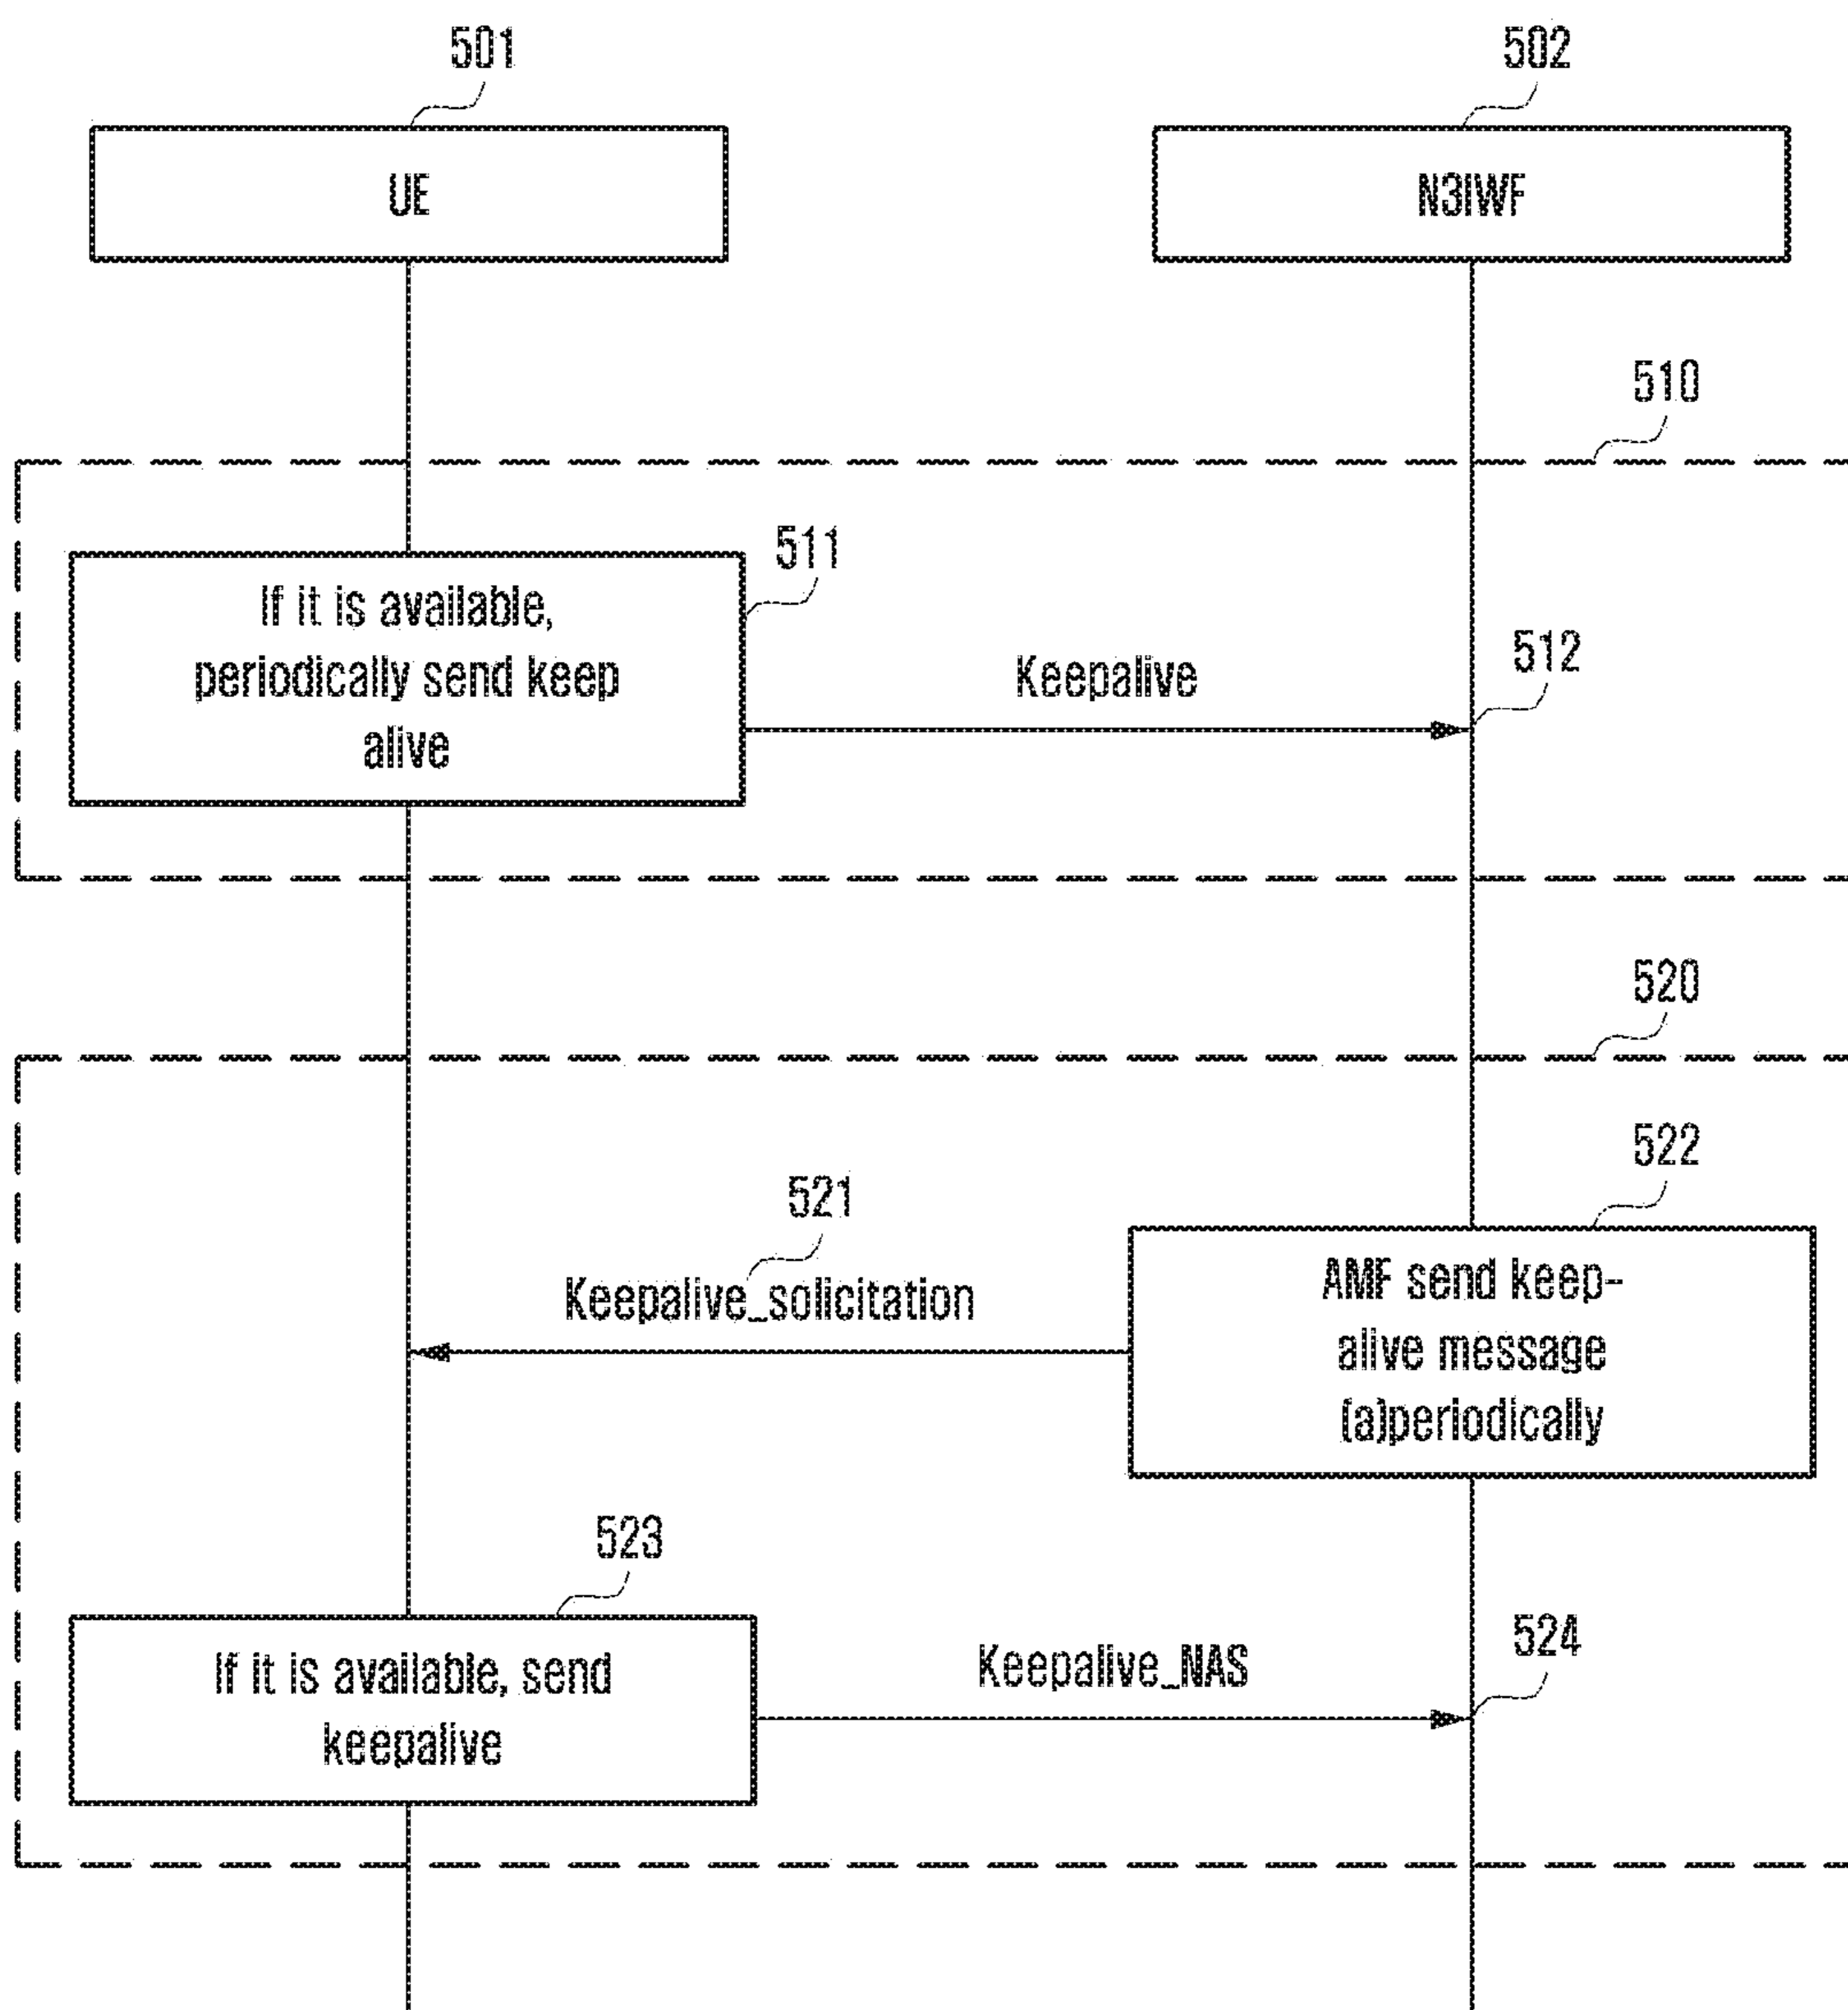 501
502
UE
N3IWF
510
511
If it is available,
periodically send keep
alive
Keepalive
512
520
522
521
Keepalive_solicitation
AMF send keep-
alive message
(a)periodically
523
If it is available, send
keepalive
Keepalive_NAS
524